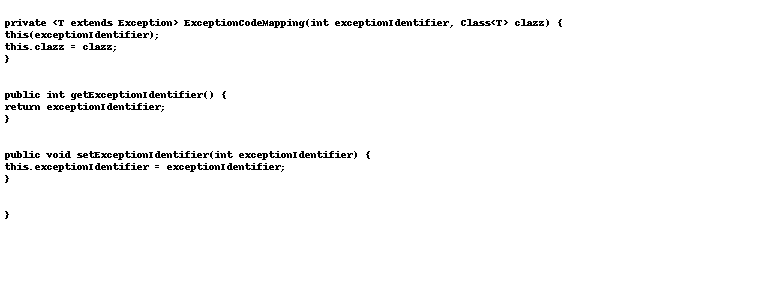 private <T extends Exception> ExceptionCodeMapping(int exceptionIdentifier, Class<T> clazz) {
this(exceptionIdentifier);
this.clazz = clazz;
}
public int getExceptionIdentifier() {
return exceptionIdentifier;
}
public void setExceptionIdentifier(int exceptionIdentifier) {
this.exceptionIdentifier = exceptionIdentifier;
}
}